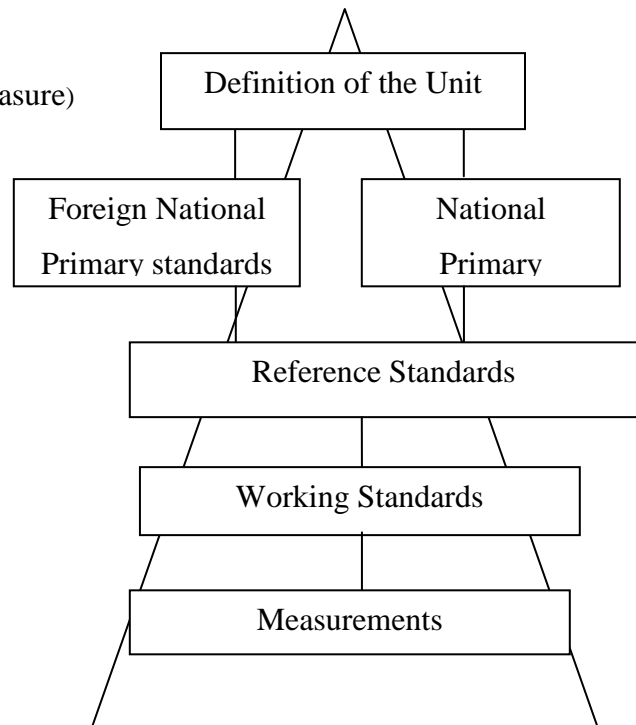 asure)
Definition of the Unit
Foreign National
Primary standards
National
Primary
Reference Standards
Working Standards
Measurements